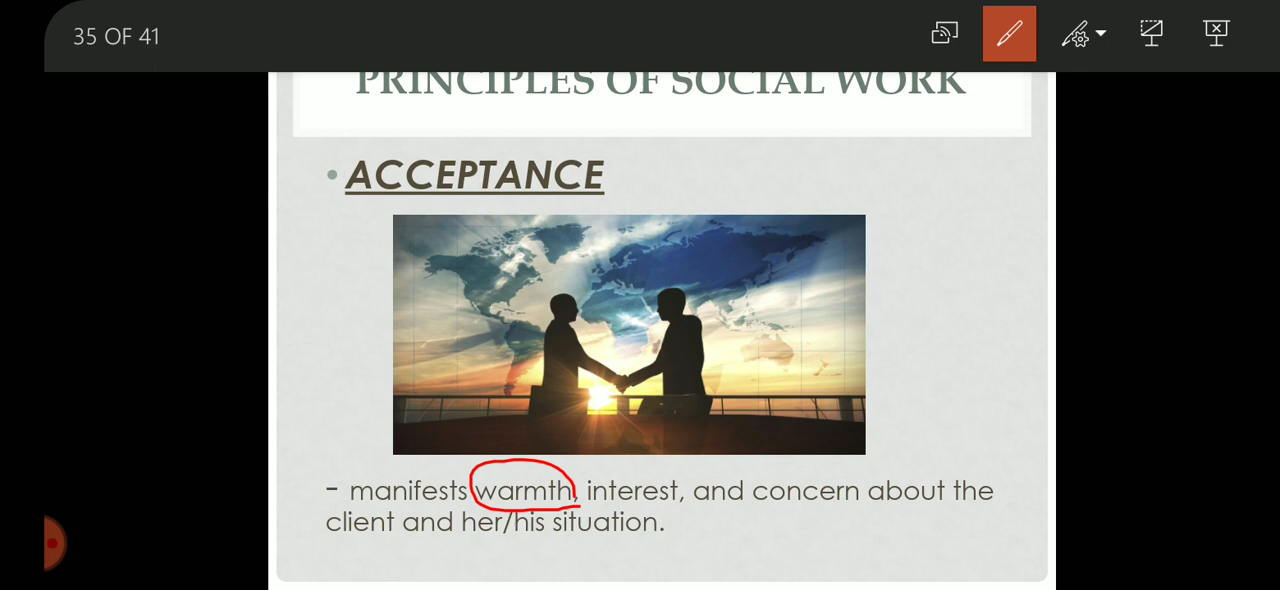 35 OF 41
PRINCIPLES OF SOCIAL WORK
• ACCEPTANCE
- manifests warmth, interest, and concern about the
client and her/his situation.